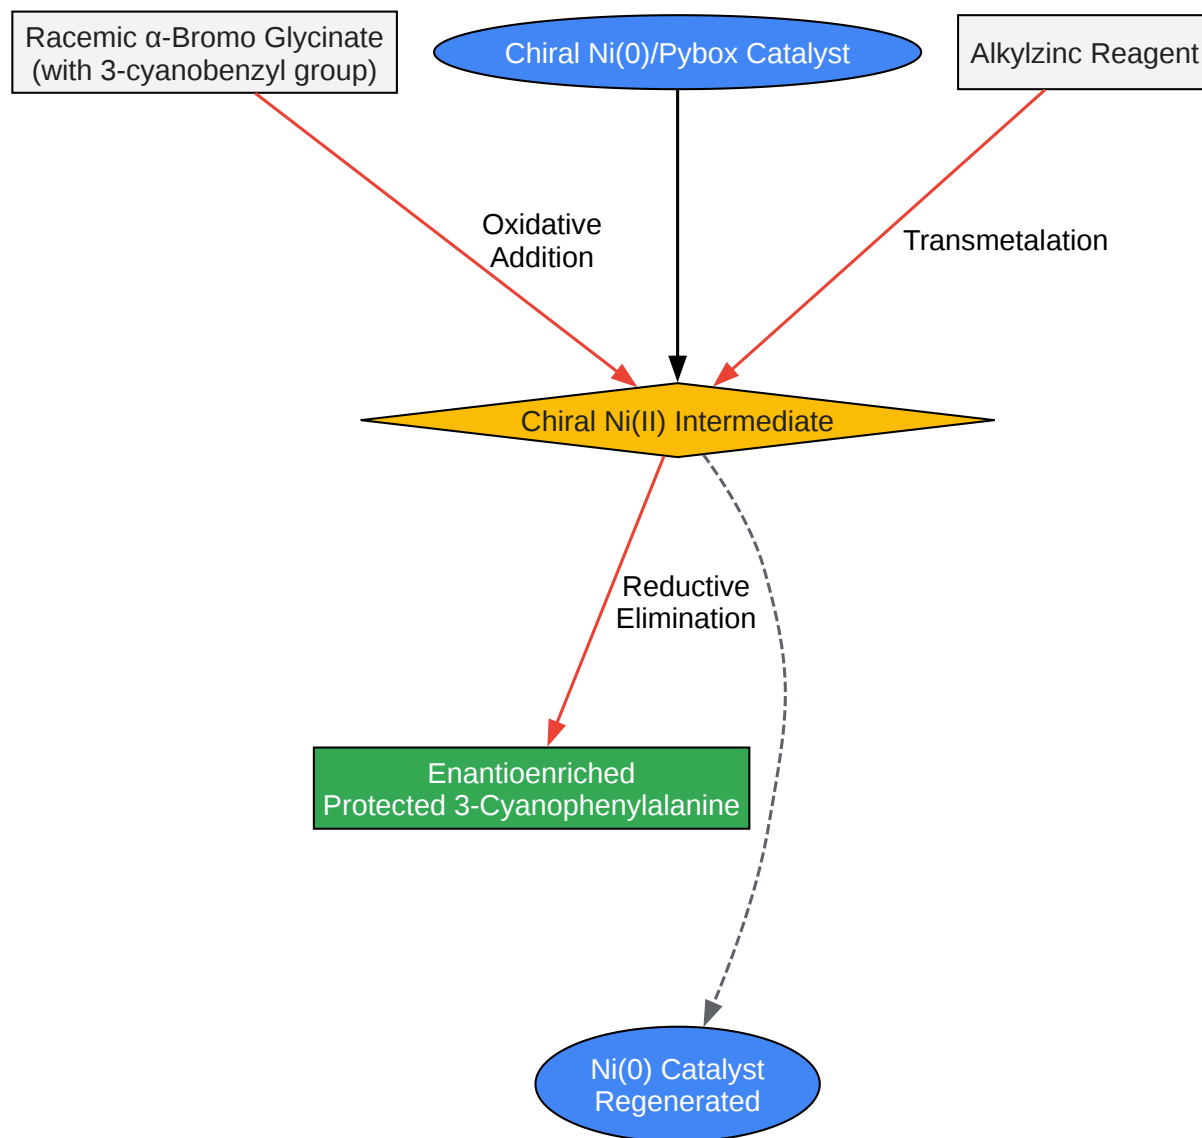 Racemic α-Bromo Glycinate
(with 3-cyanobenzyl group)
Chiral Ni(0)/Pybox Catalyst
Alkylzinc Reagent
Oxidative
Addition
Transmetalation
Chiral Ni(II) Intermediate
Reductive
Elimination
Enantioenriched
Protected 3-Cyanophenylalanine
Ni(0) Catalyst
Regenerated